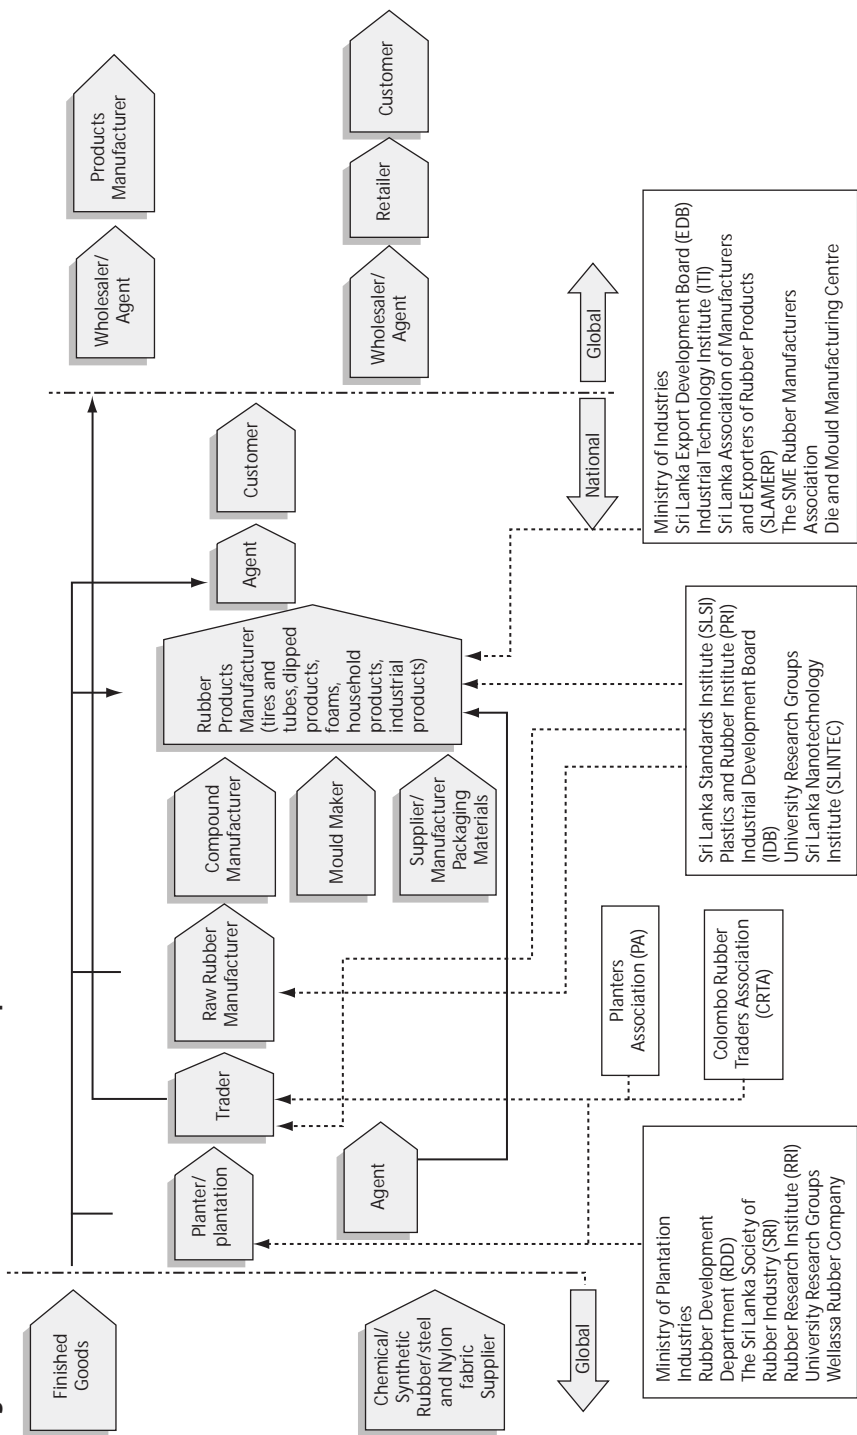 Finished
Goods
Chemical/
Synthetic
Rubber/steel
and Nylon
fabric
Supplier
Global
Planter/
plantation
Trader
Raw Rubber
Manufacturer
Compound
Manufacturer
Rubber
Products
Manufacturer
(tires and
tubes, dipped
products,
foams,
household
products,
industrial
products)
Agent
Customer
Wholesaler/
Agent
Products
Manufacturer
Agent
Mould Maker
Supplier/
Manufacturer
Packaging
Materials
Wholesaler/
Agent
Retailer
Customer
National
Global
Planters
Association (PA)
Colombo Rubber
Traders Association
(CRTA)
Ministry of Plantation
Industries
Rubber Development
Department (RDD)
The Sri Lanka Society of
Rubber Industry (SRI)
Rubber Research Institute (RRI)
University Research Groups
Wellassa Rubber Company
Sri Lanka Standards Institute (SLSI)
Plastics and Rubber Institute (PRI)
Industrial Development Board
(IDB)
University Research Groups
Sri Lanka Nanotechnology
Institute (SLINTEC)
Ministry of Industries
Sri Lanka Export Development Board (EDB)
Industrial Technology Institute (ITI)
Sri Lanka Association of Manufacturers
and Exporters of Rubber Products
(SLAMERP)
The SME Rubber Manufacturers
Association
Die and Mould Manufacturing Centre